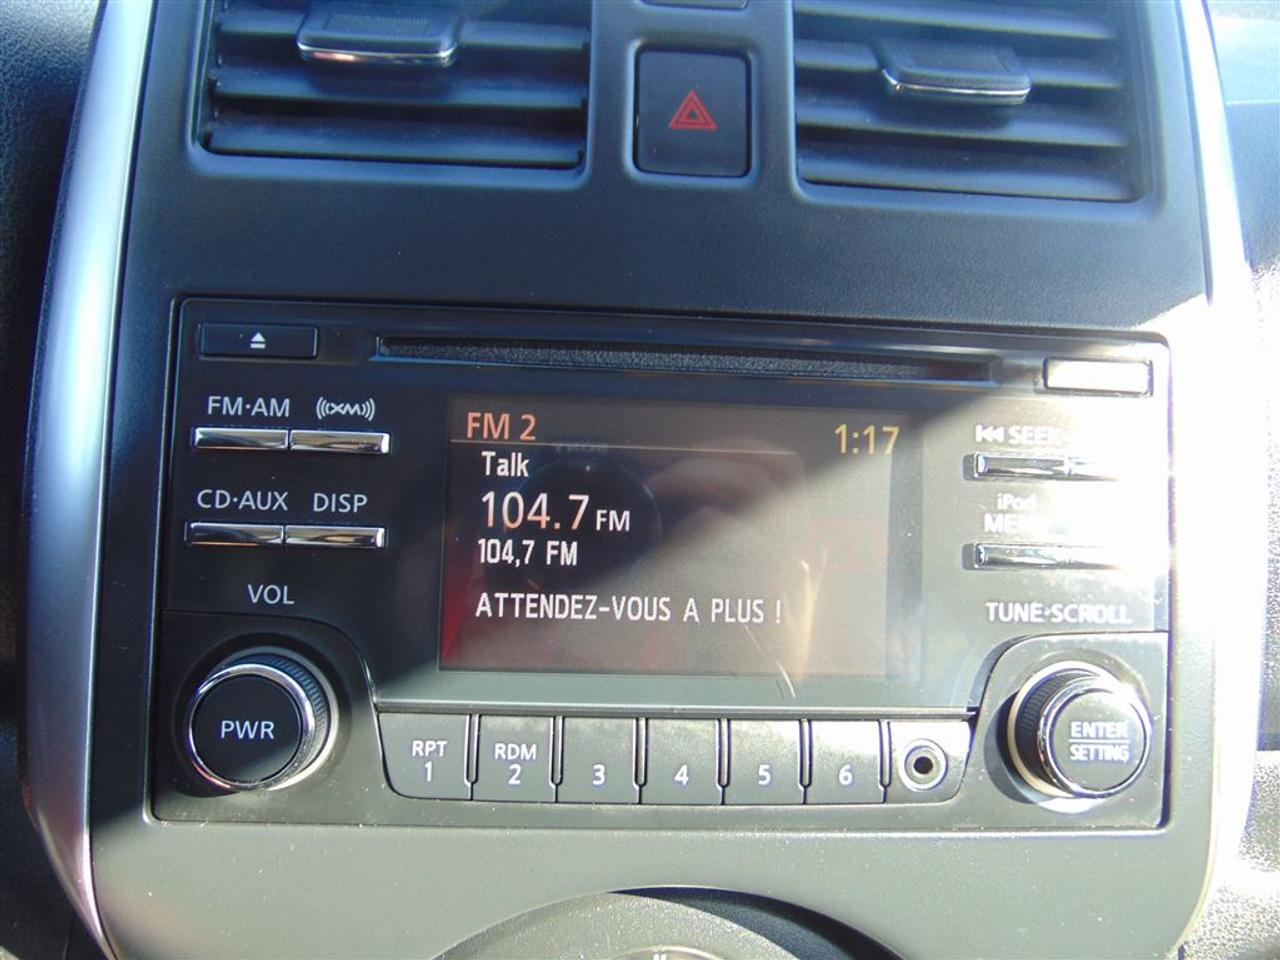 FM·AM
((XM))
SEEK
FM 2
1:17
Talk
CD·AUX
DISP
104.7 FM
iPod
MENU
104,7 FM
VOL
ATTENDEZ-VOUS A PLUS !
TUNE·SCROLL
PWR
RPT
1
RDM
2
3
4
5
6
ENTER
SETTING